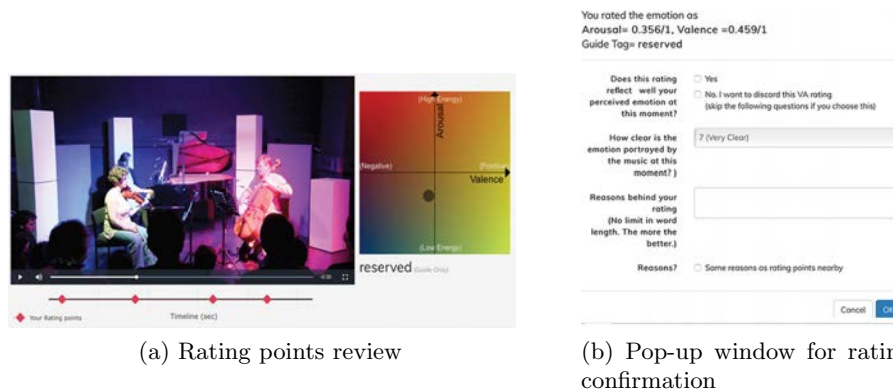 (High Energy)
Arousal
(Negative)
(Positive)
Valence
(Low Energy)
reserved (Guide Only)
Your Rating points
Timeline (sec)
(a) Rating points review
You rated the emotion as
Arousal= 0.356/1, Valence =0.459/1
Guide Tag= reserved
Does this rating
reflect well your
perceived emotion at
this moment?
Yes
No. I want to discard this VA rating
(skip the following questions if you choose this)
How clear is the
emotion portrayed by
the music at this
moment? )
7 (Very Clear)
Reasons behind your
rating
(No limit in word
length. The more the
better.)
Reasons?
Same reasons as rating points nearby
Cancel
(b) Pop-up window for ratin
confirmation